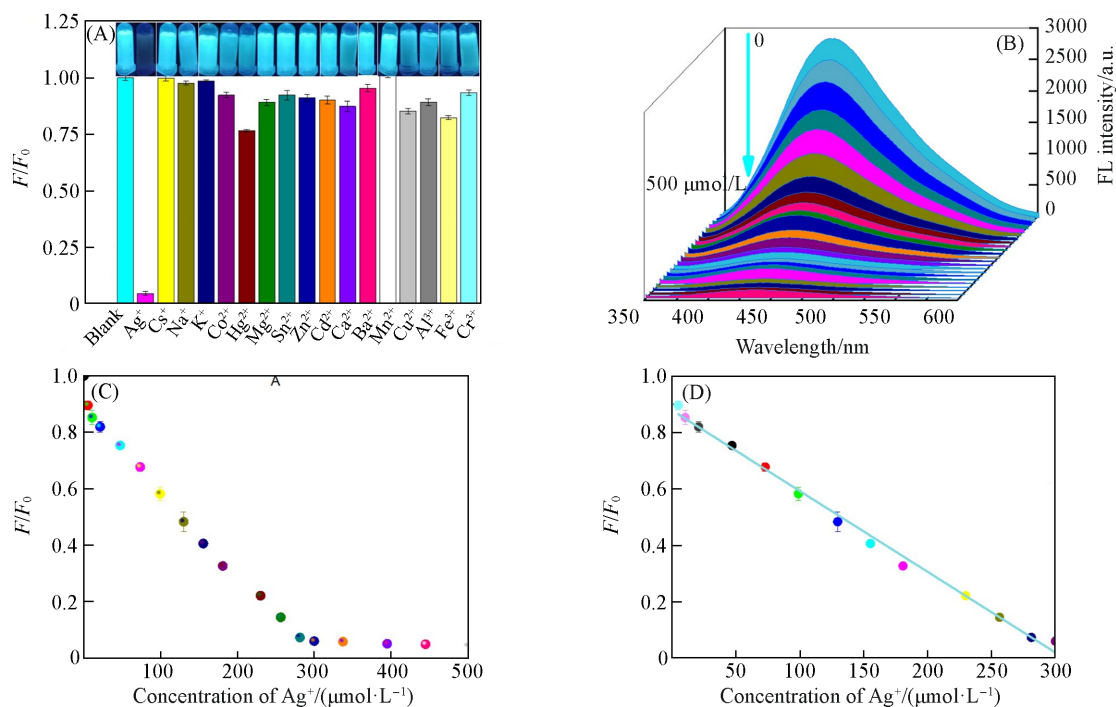 (A)
F/F₀
1.25
1.00
0.75
0.50
0.25
0
Blank
Ag⁺
Cs⁺
Na⁺
K⁺
Co²⁺
Hg²⁺
Mg²⁺
Sn²⁺
Zn²⁺
Cd²⁺
Ca²⁺
Ba²⁺
Mn²⁺
Cu²⁺
Al³⁺
Fe³⁺
Cr³⁺
(B)
0
500 μmol/L
3000
2500
2000
1500
1000
500
0
FL intensity/a.u.
350 400 450 500 550 600
Wavelength/nm
(C)
A
F/F₀
1.0
0.8
0.6
0.4
0.2
0
100 200 300 400 500
Concentration of Ag⁺/(μmol·L⁻¹)
(D)
F/F₀
1.0
0.8
0.6
0.4
0.2
0
50 100 150 200 250 300
Concentration of Ag⁺/(μmol·L⁻¹)